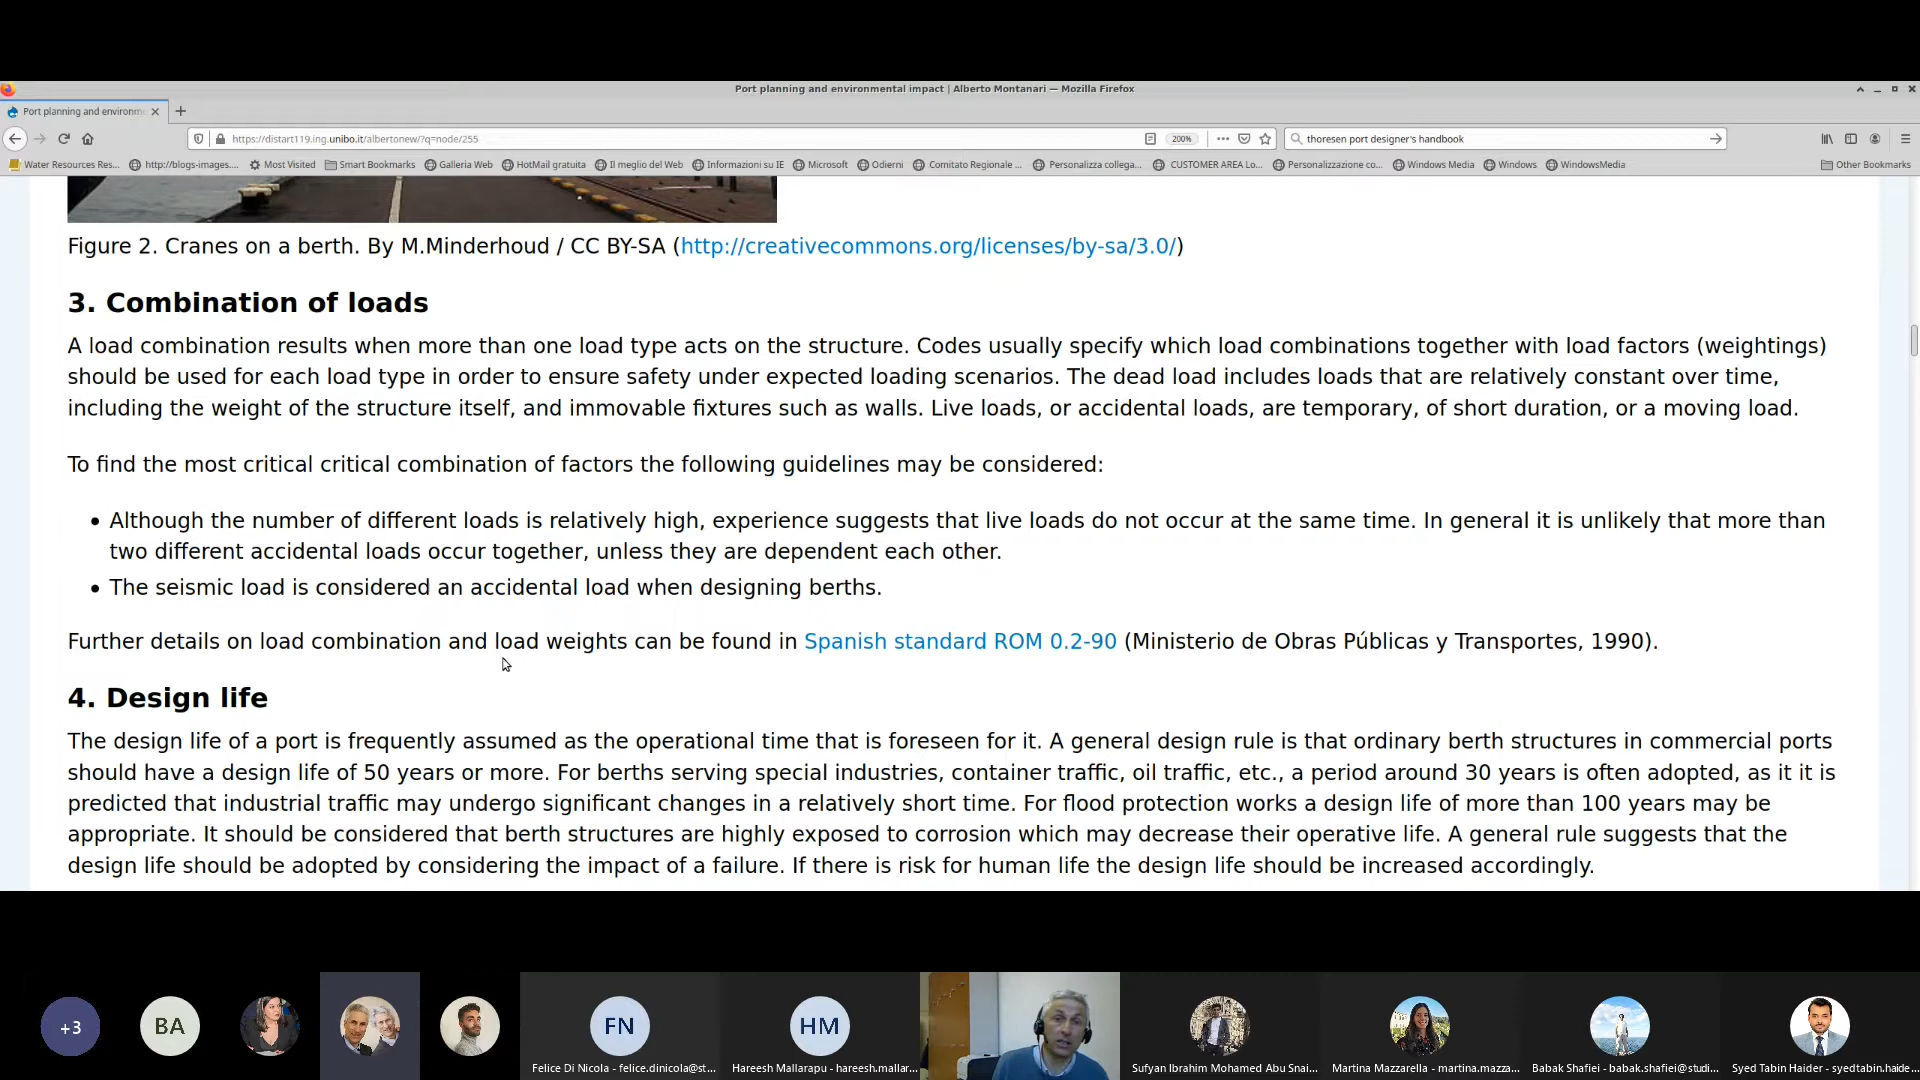 Port planning and environmental impact | Alberto Montanari — Mozilla Firefox
Port planning and environm
https://distart119.ing.unibo.it/albertonew/?q=node/255
200%
thoresen port designer's handbook
Water Resources Res...
http://blogs-images....
Most Visited
Smart Bookmarks
Galleria Web
HotMail gratuita
Il meglio del Web
Informazioni su IE
Microsoft
Odierni
Comitato Regionale ...
Personalizza collega...
CUSTOMER AREA Lo...
Personalizzazione co...
Windows Media
Windows
WindowsMedia
Other Bookmarks
Figure 2. Cranes on a berth. By M.Minderhoud / CC BY-SA (http://creativecommons.org/licenses/by-sa/3.0/)
3. Combination of loads
A load combination results when more than one load type acts on the structure. Codes usually specify which load combinations together with load factors (weightings)
should be used for each load type in order to ensure safety under expected loading scenarios. The dead load includes loads that are relatively constant over time,
including the weight of the structure itself, and immovable fixtures such as walls. Live loads, or accidental loads, are temporary, of short duration, or a moving load.
To find the most critical critical combination of factors the following guidelines may be considered:
• Although the number of different loads is relatively high, experience suggests that live loads do not occur at the same time. In general it is unlikely that more than
two different accidental loads occur together, unless they are dependent each other.
• The seismic load is considered an accidental load when designing berths.
Further details on load combination and load weights can be found in Spanish standard ROM 0.2-90 (Ministerio de Obras Públicas y Transportes, 1990).
4. Design life
The design life of a port is frequently assumed as the operational time that is foreseen for it. A general design rule is that ordinary berth structures in commercial ports
should have a design life of 50 years or more. For berths serving special industries, container traffic, oil traffic, etc., a period around 30 years is often adopted, as it it is
predicted that industrial traffic may undergo significant changes in a relatively short time. For flood protection works a design life of more than 100 years may be
appropriate. It should be considered that berth structures are highly exposed to corrosion which may decrease their operative life. A general rule suggests that the
design life should be adopted by considering the impact of a failure. If there is risk for human life the design life should be increased accordingly.
+3
BA
FN
HM
Felice Di Nicola - felice.dinicola@st...
Hareesh Mallarapu - hareesh.mallar...
Sufyan Ibrahim Mohamed Abu Snai...
Martina Mazzarella - martina.mazza...
Babak Shafiei - babak.shafiei@studi...
Syed Tabin Haider - syedtabin.haide...